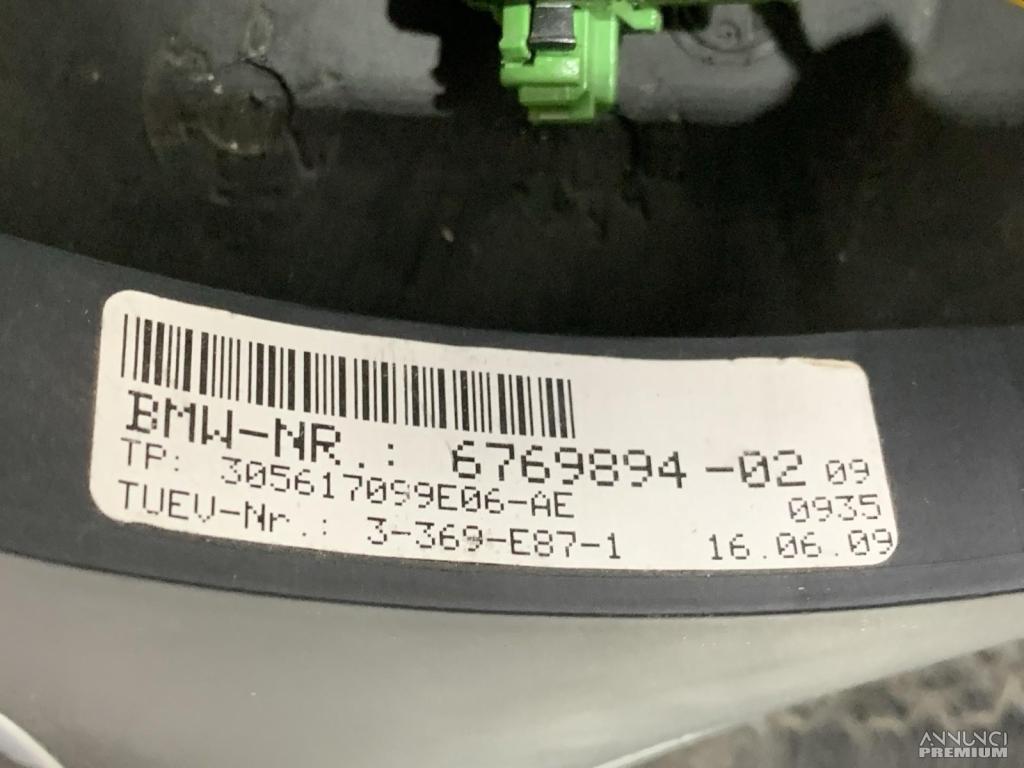 BMW-NR.: 6769894-02 09
TP: 305617099E06-AE 0935
TUEV-Nr.: 3-369-E87-1 16.06.09
ANNUNCI
PREMIUM